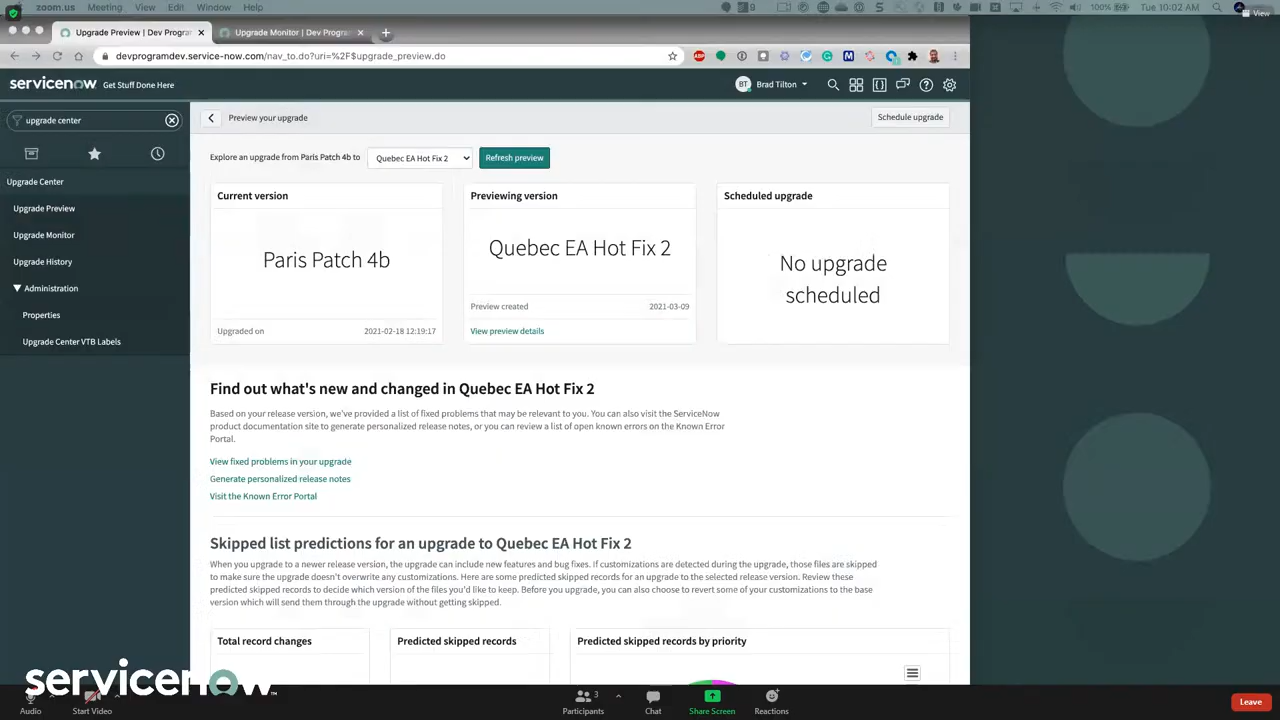 zoom.us Meeting View Edit Window Help
100% Tue 10:02 AM
View
Upgrade Preview | Dev Progra
Upgrade Monitor | Dev Progra
devprogramdev.service-now.com/nav_to.do?uri=%2F$upgrade_preview.do
servicenow Get Stuff Done Here
BT Brad Tilton
upgrade center
Preview your upgrade
Schedule upgrade
Explore an upgrade from Paris Patch 4b to
Quebec EA Hot Fix 2
Refresh preview
Upgrade Center
Upgrade Preview
Upgrade Monitor
Upgrade History
Administration
Properties
Upgrade Center VTB Labels
Current version
Paris Patch 4b
Upgraded on 2021-02-18 12:19:17
Previewing version
Quebec EA Hot Fix 2
Preview created 2021-03-09
View preview details
Scheduled upgrade
No upgrade
scheduled
Find out what's new and changed in Quebec EA Hot Fix 2
Based on your release version, we've provided a list of fixed problems that may be relevant to you. You can also visit the ServiceNow
product documentation site to generate personalized release notes, or you can review a list of open known errors on the Known Error
Portal.
View fixed problems in your upgrade
Generate personalized release notes
Visit the Known Error Portal
Skipped list predictions for an upgrade to Quebec EA Hot Fix 2
When you upgrade to a newer release version, the upgrade can include new features and bug fixes. If customizations are detected during the upgrade, those files are skipped
to make sure the upgrade doesn't overwrite any customizations. Here are some predicted skipped records for an upgrade to the selected release version. Review these
predicted skipped records to decide which version of the files you'd like to keep. Before you upgrade, you can also choose to revert some of your customizations to the base
version which will send them through the upgrade without getting skipped.
Total record changes
Predicted skipped records
Predicted skipped records by priority
servicenow
Audio
Start Video
Participants 3
Chat
Share Screen
Reactions
Leave